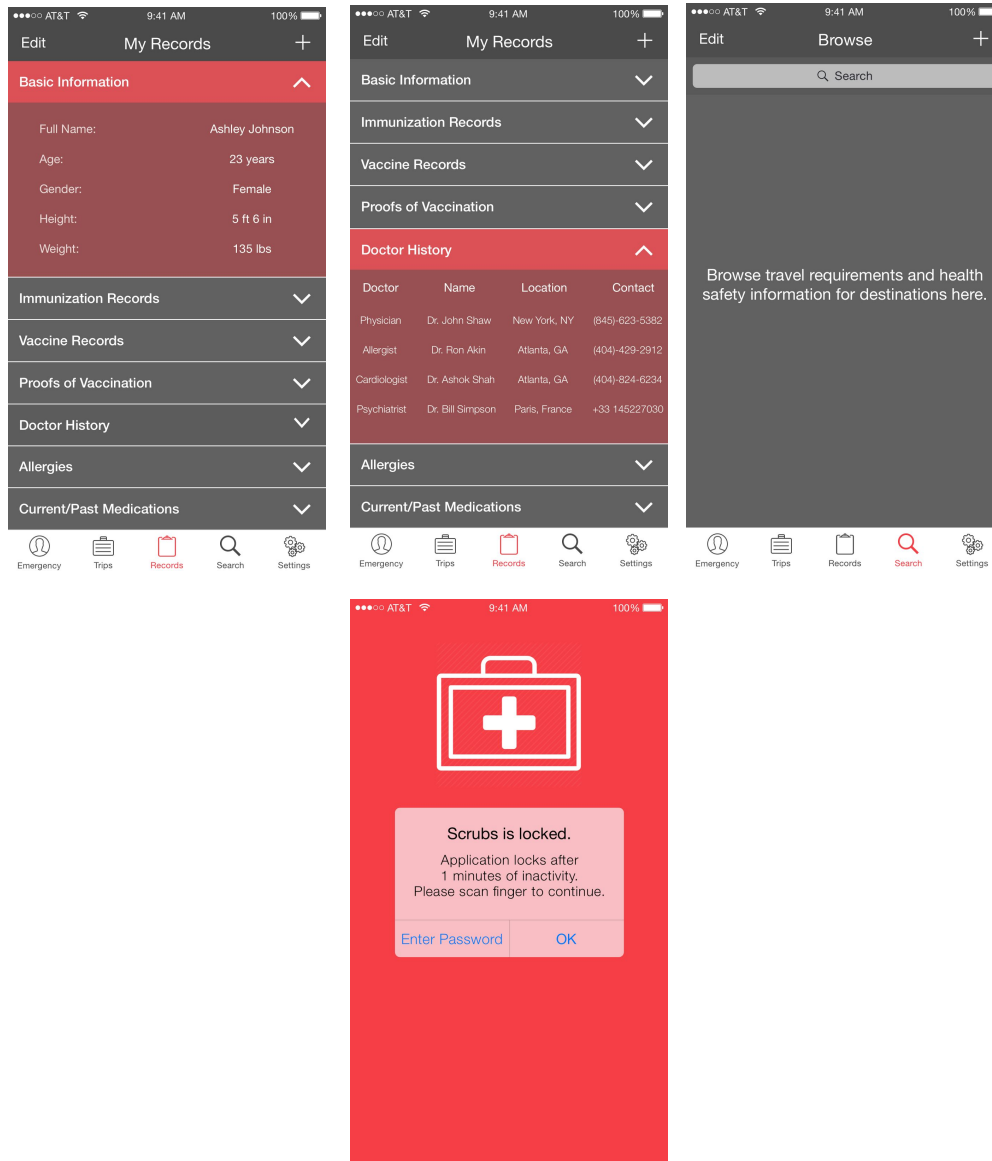 AT&T 9:41 AM 100%
Edit My Records +
Basic Information
Full Name: Ashley Johnson
Age: 23 years
Gender: Female
Height: 5 ft 6 in
Weight: 135 lbs
Immunization Records
Vaccine Records
Proofs of Vaccination
Doctor History
Allergies
Current/Past Medications
Emergency Trips Records Search Settings
AT&T 9:41 AM 100%
Edit My Records +
Basic Information
Immunization Records
Vaccine Records
Proofs of Vaccination
Doctor History
Doctor Name Location Contact
Physician Dr. John Shaw New York, NY (845)-623-5382
Allergist Dr. Ron Akin Atlanta, GA (404)-429-2912
Cardiologist Dr. Ashok Shah Atlanta, GA (404)-824-6234
Psychiatrist Dr. Bill Simpson Paris, France +33 145227030
Allergies
Current/Past Medications
Emergency Trips Records Search Settings
AT&T 9:41 AM 100%
Edit Browse +
Search
Browse travel requirements and health
safety information for destinations here.
Emergency Trips Records Search Settings
AT&T 9:41 AM 100%
Scrubs is locked.
Application locks after
1 minutes of inactivity.
Please scan finger to continue.
Enter Password OK